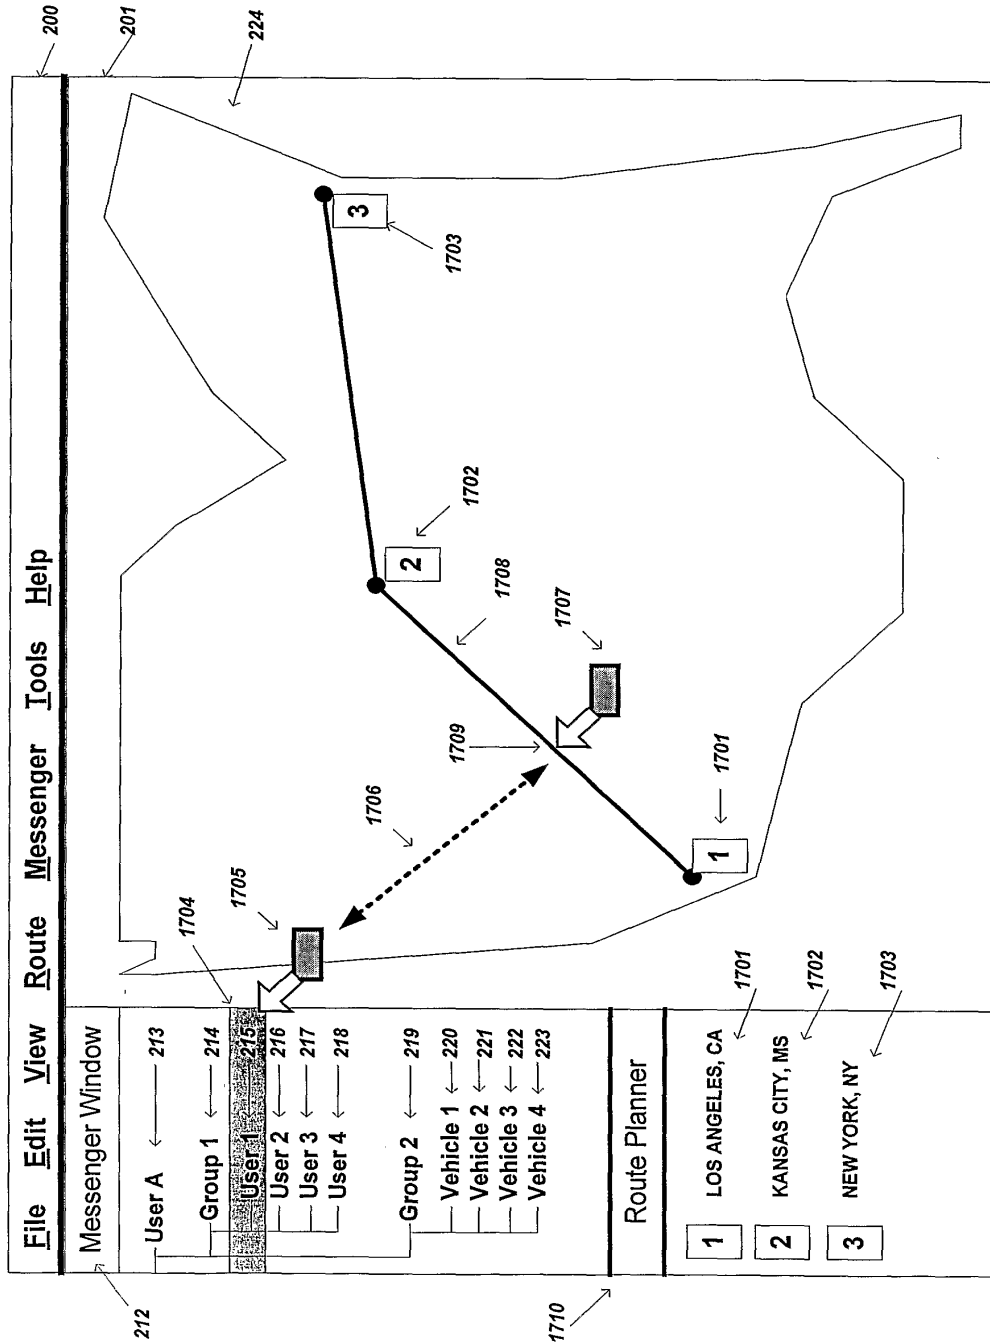 File Edit View Route Messenger Tools Help
200
201
Messenger Window
212
User A 213
Group 1 214
User 1 215
User 2 216
User 3 217
User 4 218
Group 2 219
Vehicle 1 220
Vehicle 2 221
Vehicle 3 222
Vehicle 4 223
1704
1705
1706
1709
1708
1707
224
3
1703
2
1702
1
1701
1710
Route Planner
1 LOS ANGELES, CA 1701
2 KANSAS CITY, MS 1702
3 NEW YORK, NY 1703